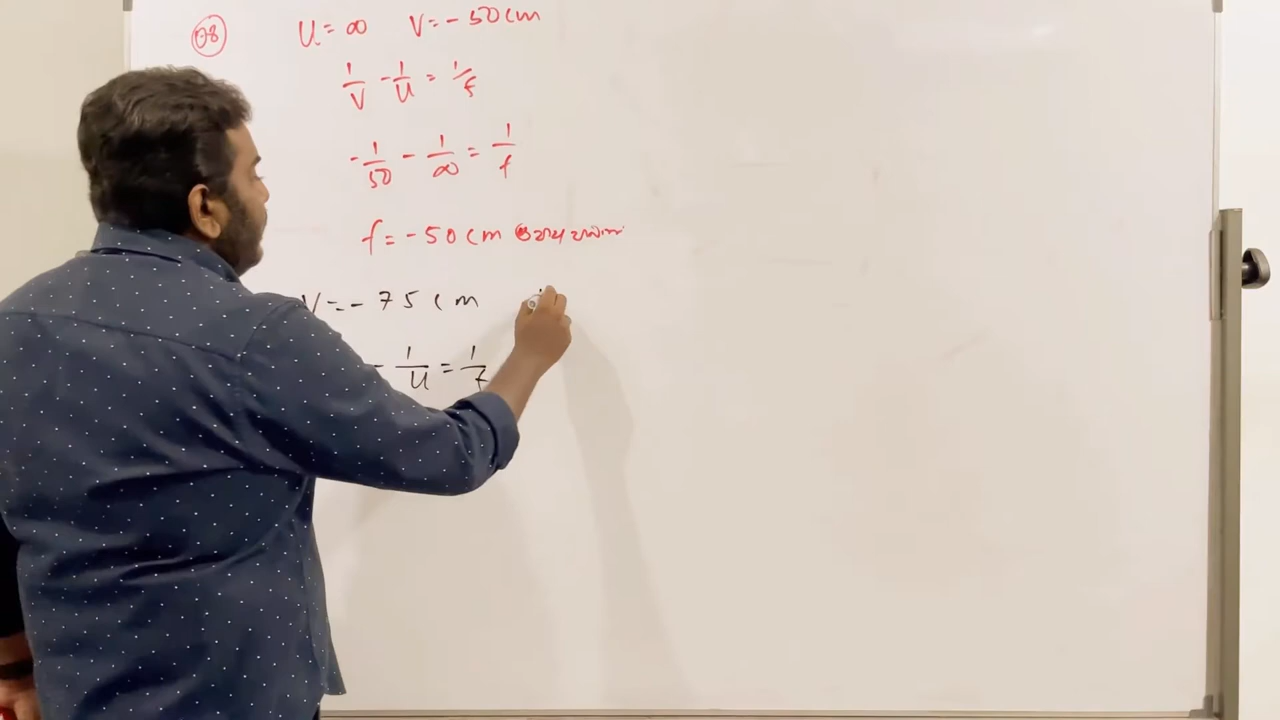 08 U = ∞ V = - 50 cm
1/V - 1/U = 1/f
- 1/50 - 1/∞ = 1/f
f = - 50 cm
V = - 75 cm
- 1/U = 1/f